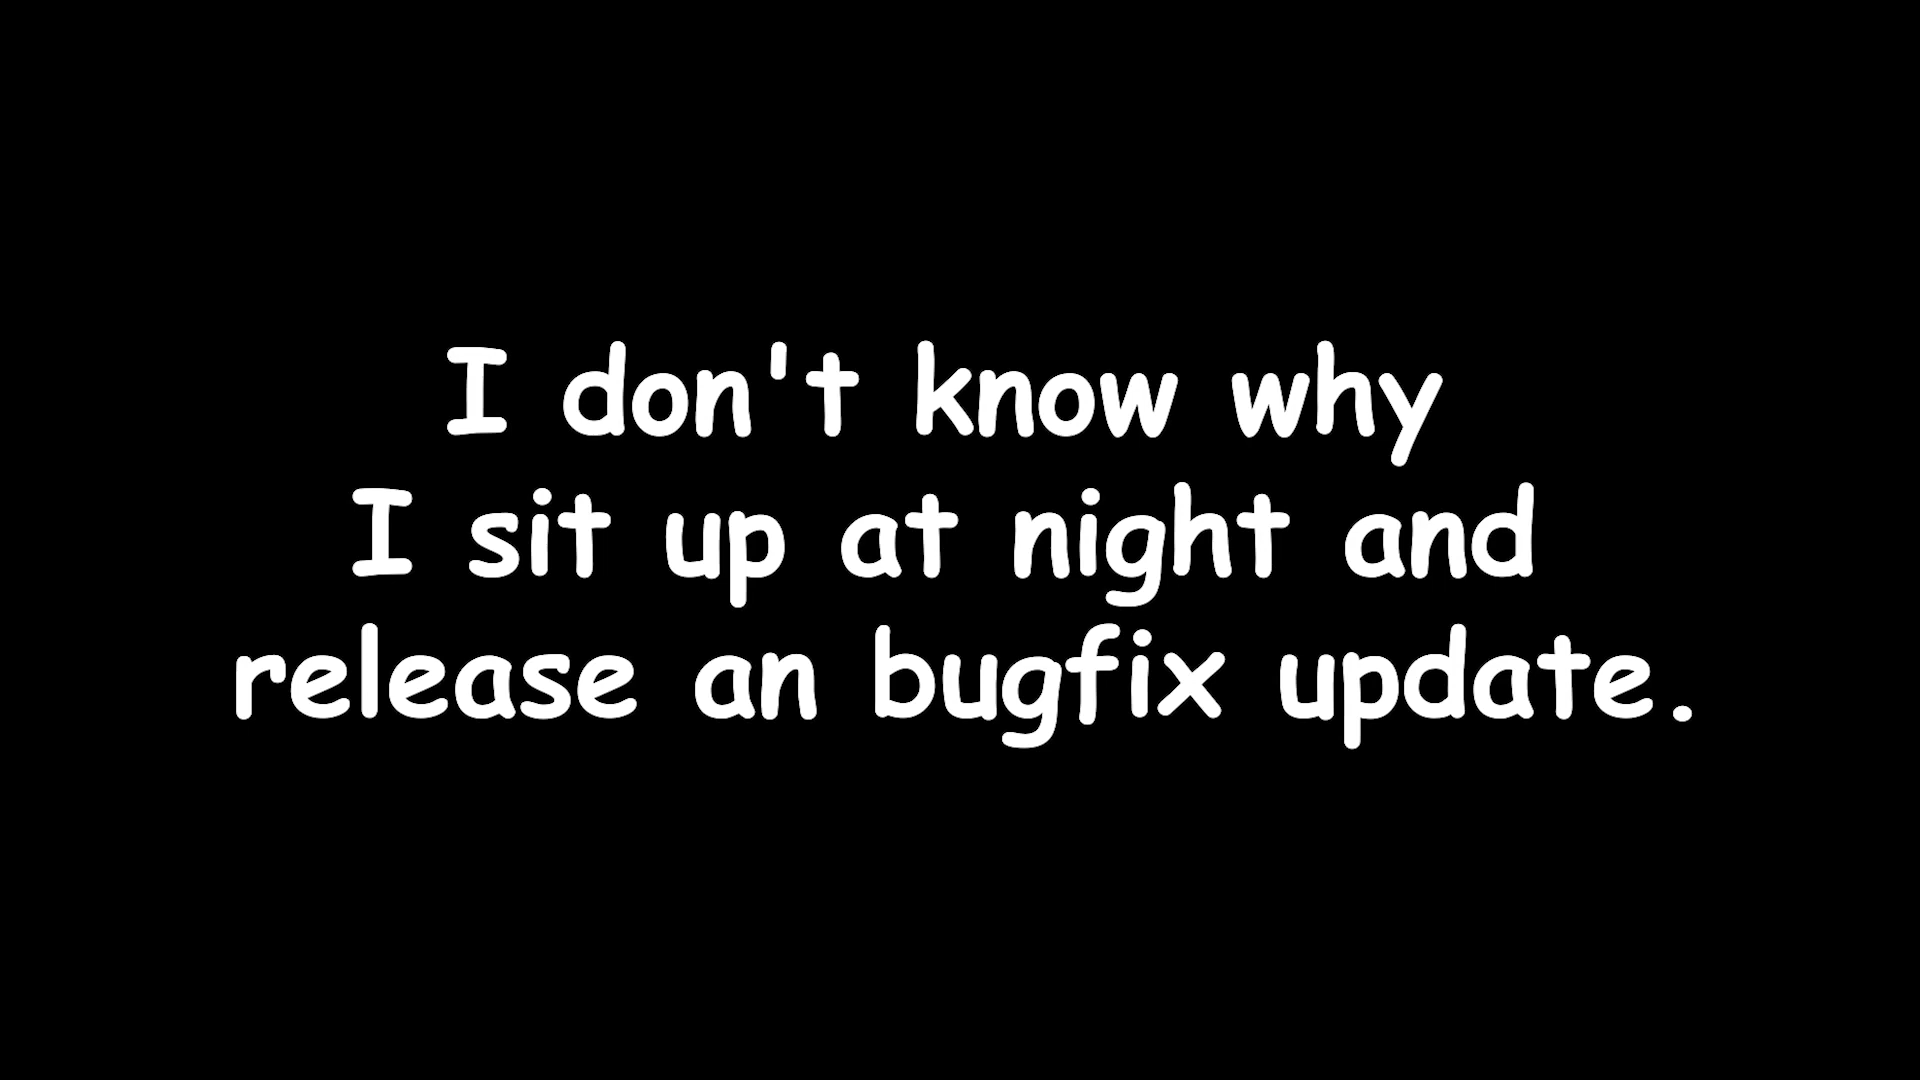 I don't know why
I sit up at night and
release an bugfix update.